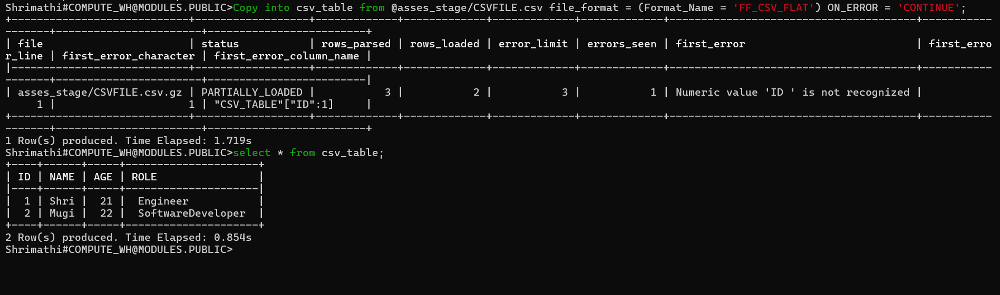 Shrimathi#COMPUTE_WH@MODULES.PUBLIC>Copy into csv_table from @asses_stage/CSVFILE.csv file_format = (Format_Name = 'FF_CSV_FLAT') ON_ERROR = 'CONTINUE';
+----------------------------+------------------+-------------+-------------+-------------+-------------+---------------------------------------+-----------
-------+-----------------------+-------------------------+
| file                       | status           | rows_parsed | rows_loaded | error_limit | errors_seen | first_error                           | first_erro
r_line | first_error_character | first_error_column_name |
|----------------------------+------------------+-------------+-------------+-------------+-------------+---------------------------------------+-----------
-------+-----------------------+-------------------------|
| asses_stage/CSVFILE.csv.gz | PARTIALLY_LOADED |           3 |           2 |           3 |           1 | Numeric value 'ID ' is not recognized |
     1 |                     1 | "CSV_TABLE"["ID":1]     |
+----------------------------+------------------+-------------+-------------+-------------+-------------+---------------------------------------+-----------
-------+-----------------------+-------------------------+
1 Row(s) produced. Time Elapsed: 1.719s
Shrimathi#COMPUTE_WH@MODULES.PUBLIC>select * from csv_table;
+----+------+-----+---------------------+
| ID | NAME | AGE | ROLE                |
|----+------+-----+---------------------|
|  1 | Shri |  21 |  Engineer           |
|  2 | Mugi |  22 |  SoftwareDeveloper  |
+----+------+-----+---------------------+
2 Row(s) produced. Time Elapsed: 0.854s
Shrimathi#COMPUTE_WH@MODULES.PUBLIC>